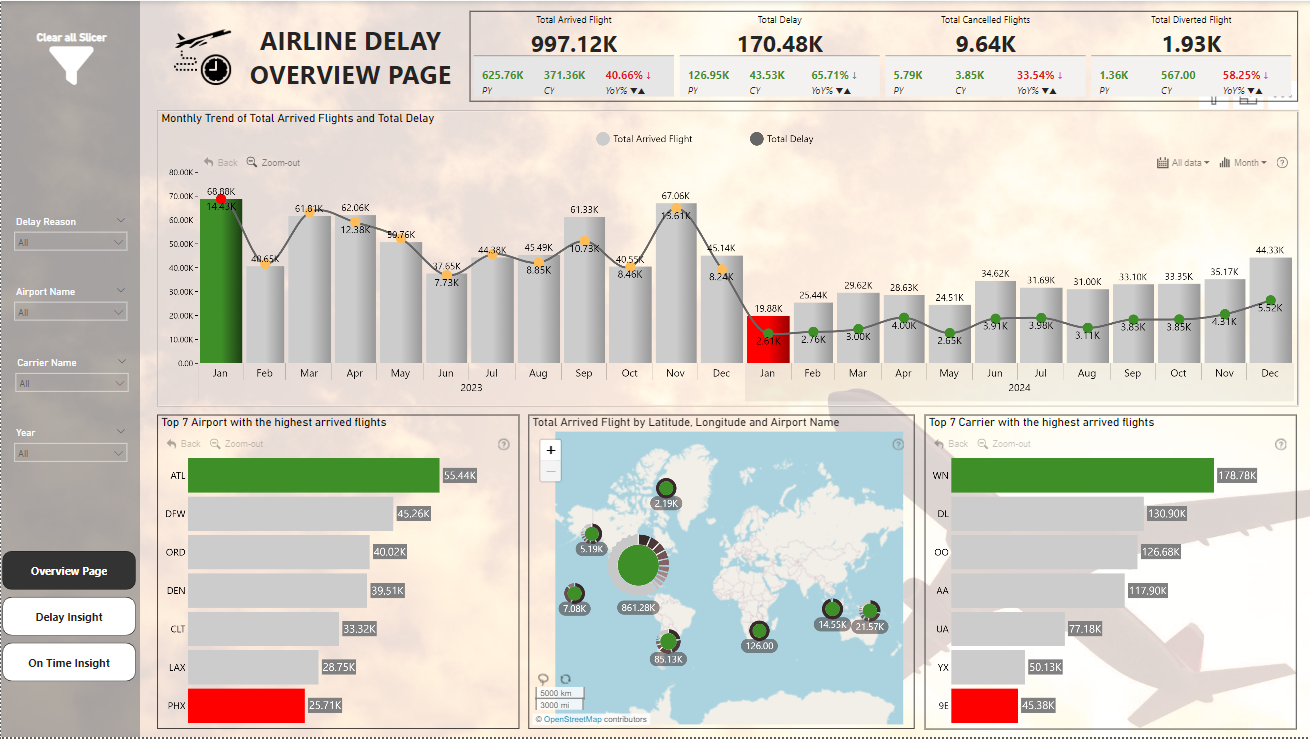 Clear all Slicer
AIRLINE DELAY
OVERVIEW PAGE
Total Arrived Flight
997.12K
625.76K 371.36K 40.66% ↓
PY CY YoY% ▼▲
Total Delay
170.48K
126.95K 43.53K 65.71% ↓
PY CY YoY% ▼▲
Total Cancelled Flights
9.64K
5.79K 3.85K 33.54% ↓
PY CY YoY% ▼▲
Total Diverted Flight
1.93K
1.36K 567.00 58.25% ↓
PY CY YoY% ▼▲
Delay Reason
All
Airport Name
All
Carrier Name
All
Year
All
Overview Page
Delay Insight
On Time Insight
Monthly Trend of Total Arrived Flights and Total Delay
Total Arrived Flight Total Delay
Back Zoom-out
All data Month ?
80.00K
70.00K
60.00K
50.00K
40.00K
30.00K
20.00K
10.00K
0.00
68.88K 40.65K 61.81K 62.06K 50.76K 37.65K 44.38K 45.49K 61.33K 40.55K 67.06K 45.14K 19.88K 25.44K 29.62K 28.63K 24.51K 34.62K 31.69K 31.00K 33.10K 33.35K 35.17K 44.33K
14.43K 12.38K 7.73K 8.85K 10.73K 8.46K 13.61K 8.24K 2.61K 2.76K 3.00K 4.00K 2.65K 3.91K 3.98K 3.11K 3.83K 3.85K 4.31K 5.52K
Jan Feb Mar Apr May Jun Jul Aug Sep Oct Nov Dec Jan Feb Mar Apr May Jun Jul Aug Sep Oct Nov Dec
2023 2024
Top 7 Airport with the highest arrived flights
Back Zoom-out ?
ATL 55.44K
DFW 45.26K
ORD 40.02K
DEN 39.51K
CLT 33.32K
LAX 28.75K
PHX 25.71K
Total Arrived Flight by Latitude, Longitude and Airport Name
+
−
?
2.19K
5.19K
861.28K
7.08K
85.13K
126.00
14.55K
21.57K
5000 km
3000 mi
© OpenStreetMap contributors
Top 7 Carrier with the highest arrived flights
Back Zoom-out ?
WN 178.78K
DL 130.90K
OO 126.68K
AA 117.90K
UA 77.18K
YX 50.13K
9E 45.38K